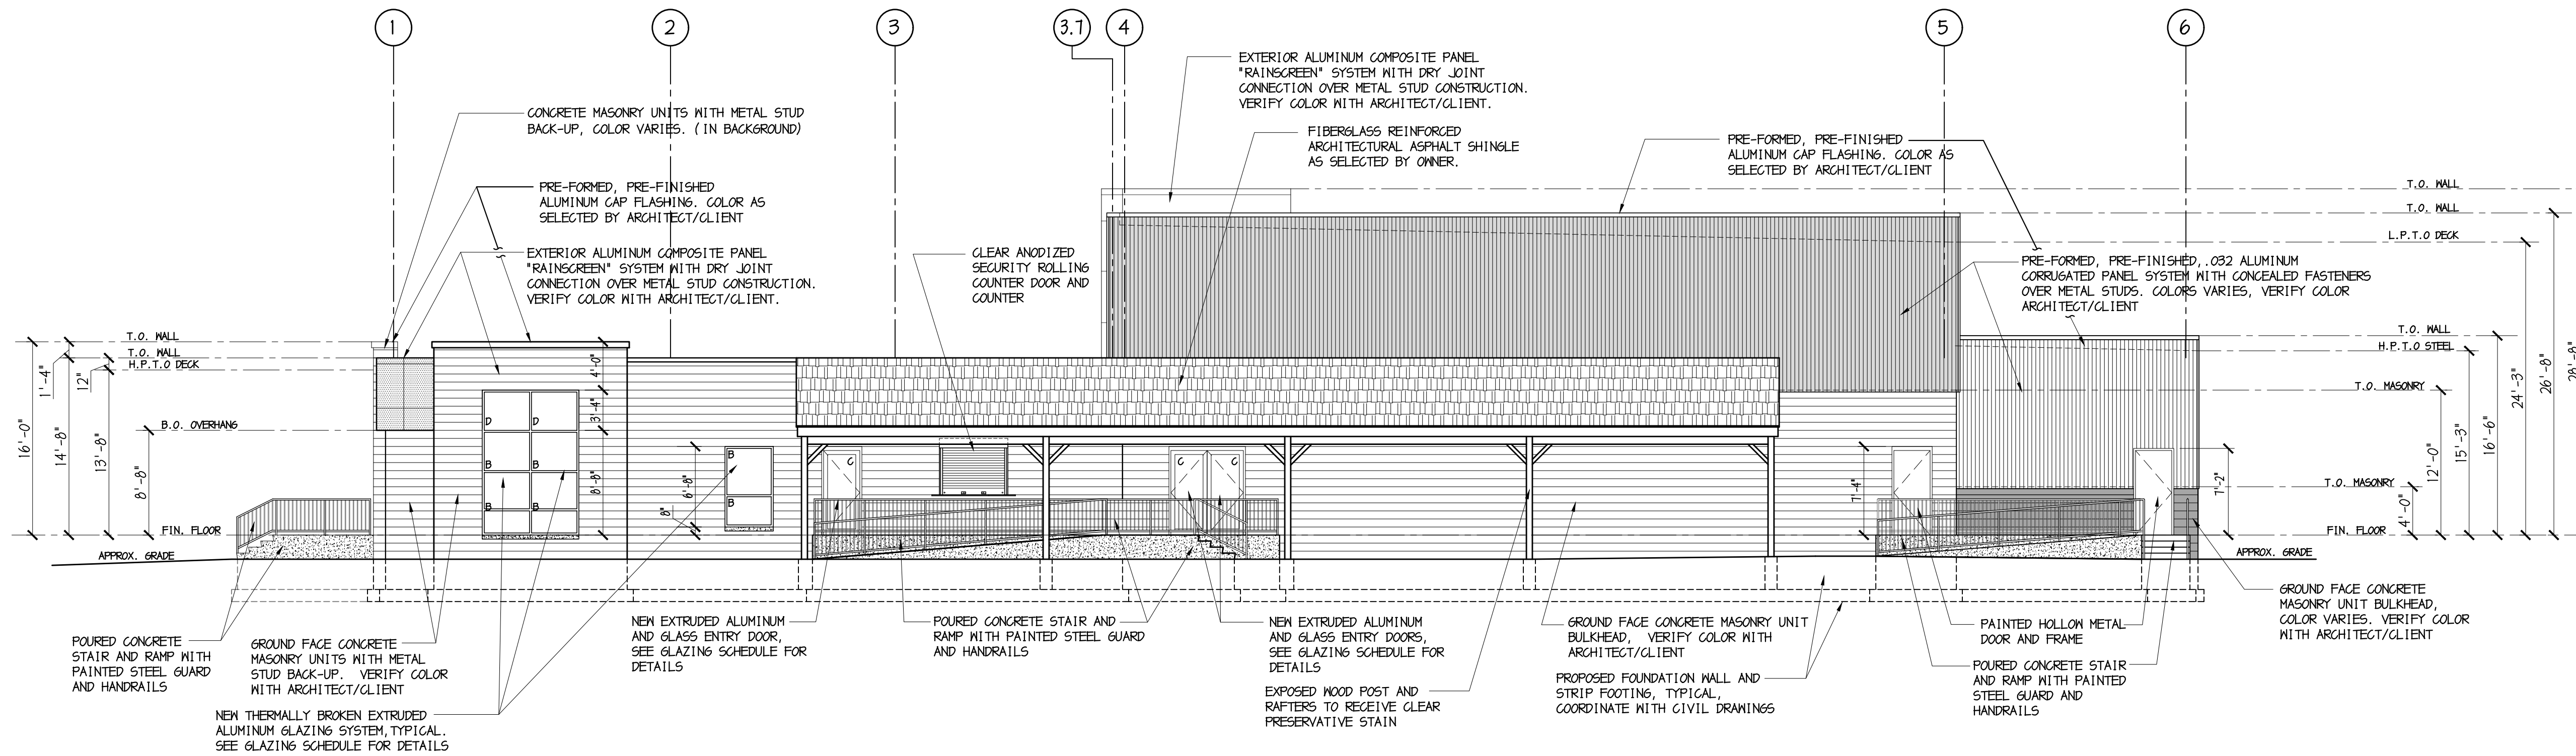 1
2
3
3.7
4
5
6
EXTERIOR ALUMINUM COMPOSITE PANEL
"RAINSCREEN" SYSTEM WITH DRY JOINT
CONNECTION OVER METAL STUD CONSTRUCTION.
VERIFY COLOR WITH ARCHITECT/CLIENT.
CONCRETE MASONRY UNITS WITH METAL STUD
BACK-UP, COLOR VARIES. (IN BACKGROUND)
FIBERGLASS REINFORCED
ARCHITECTURAL ASPHALT SHINGLE
AS SELECTED BY OWNER.
PRE-FORMED, PRE-FINISHED
ALUMINUM CAP FLASHING. COLOR AS
SELECTED BY ARCHITECT/CLIENT
PRE-FORMED, PRE-FINISHED
ALUMINUM CAP FLASHING. COLOR AS
SELECTED BY ARCHITECT/CLIENT
EXTERIOR ALUMINUM COMPOSITE PANEL
"RAINSCREEN" SYSTEM WITH DRY JOINT
CONNECTION OVER METAL STUD CONSTRUCTION.
VERIFY COLOR WITH ARCHITECT/CLIENT.
CLEAR ANODIZED
SECURITY ROLLING
COUNTER DOOR AND
COUNTER
PRE-FORMED, PRE-FINISHED,.032 ALUMINUM
CORRUGATED PANEL SYSTEM WITH CONCEALED FASTENERS
OVER METAL STUDS. COLORS VARIES, VERIFY COLOR
ARCHITECT/CLIENT
T.O. WALL
T.O. WALL
L.P.T.O DECK
T.O. WALL
H.P.T.O STEEL
T.O. MASONRY
T.O. MASONRY
FIN. FLOOR
APPROX. GRADE
T.O. WALL
T.O. WALL
H.P.T.O DECK
B.O. OVERHANG
FIN. FLOOR
APPROX. GRADE
16'-0"
1'-4"
14'-8"
12"
13'-8"
8'-8"
4'-0"
3'-4"
8'-8"
6'-8"
8"
D
D
B
B
B
B
B
B
C
C
C
7'-4"
7'-2"
4'-0"
12'-0"
15'-3"
16'-6"
24'-3"
26'-8"
28'-8"
POURED CONCRETE
STAIR AND RAMP WITH
PAINTED STEEL GUARD
AND HANDRAILS
GROUND FACE CONCRETE
MASONRY UNITS WITH METAL
STUD BACK-UP. VERIFY COLOR
WITH ARCHITECT/CLIENT
NEW THERMALLY BROKEN EXTRUDED
ALUMINUM GLAZING SYSTEM,TYPICAL.
SEE GLAZING SCHEDULE FOR DETAILS
NEW EXTRUDED ALUMINUM
AND GLASS ENTRY DOOR,
SEE GLAZING SCHEDULE FOR
DETAILS
POURED CONCRETE STAIR AND
RAMP WITH PAINTED STEEL GUARD
AND HANDRAILS
NEW EXTRUDED ALUMINUM
AND GLASS ENTRY DOORS,
SEE GLAZING SCHEDULE FOR
DETAILS
EXPOSED WOOD POST AND
RAFTERS TO RECEIVE CLEAR
PRESERVATIVE STAIN
GROUND FACE CONCRETE MASONRY UNIT
BULKHEAD, VERIFY COLOR WITH
ARCHITECT/CLIENT
PROPOSED FOUNDATION WALL AND
STRIP FOOTING, TYPICAL,
COORDINATE WITH CIVIL DRAWINGS
PAINTED HOLLOW METAL
DOOR AND FRAME
POURED CONCRETE STAIR
AND RAMP WITH PAINTED
STEEL GUARD AND
HANDRAILS
GROUND FACE CONCRETE
MASONRY UNIT BULKHEAD,
COLOR VARIES. VERIFY COLOR
WITH ARCHITECT/CLIENT